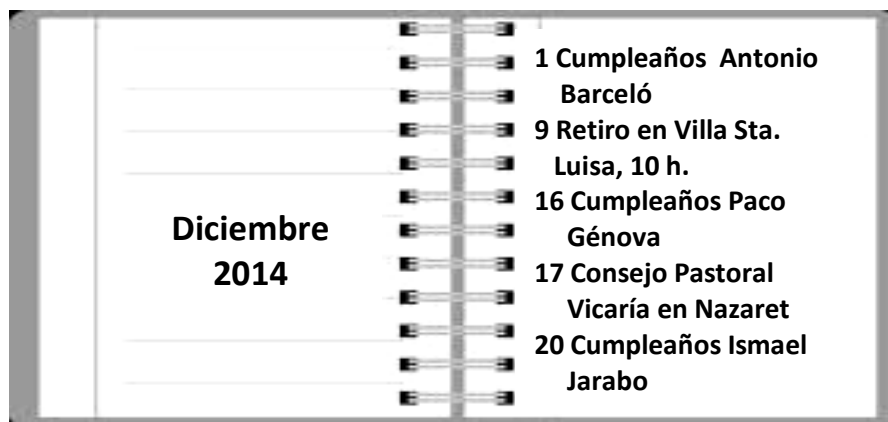 Diciembre
2014
1 Cumpleaños Antonio
Barceló
9 Retiro en Villa Sta.
Luisa, 10 h.
16 Cumpleaños Paco
Génova
17 Consejo Pastoral
Vicaría en Nazaret
20 Cumpleaños Ismael
Jarabo